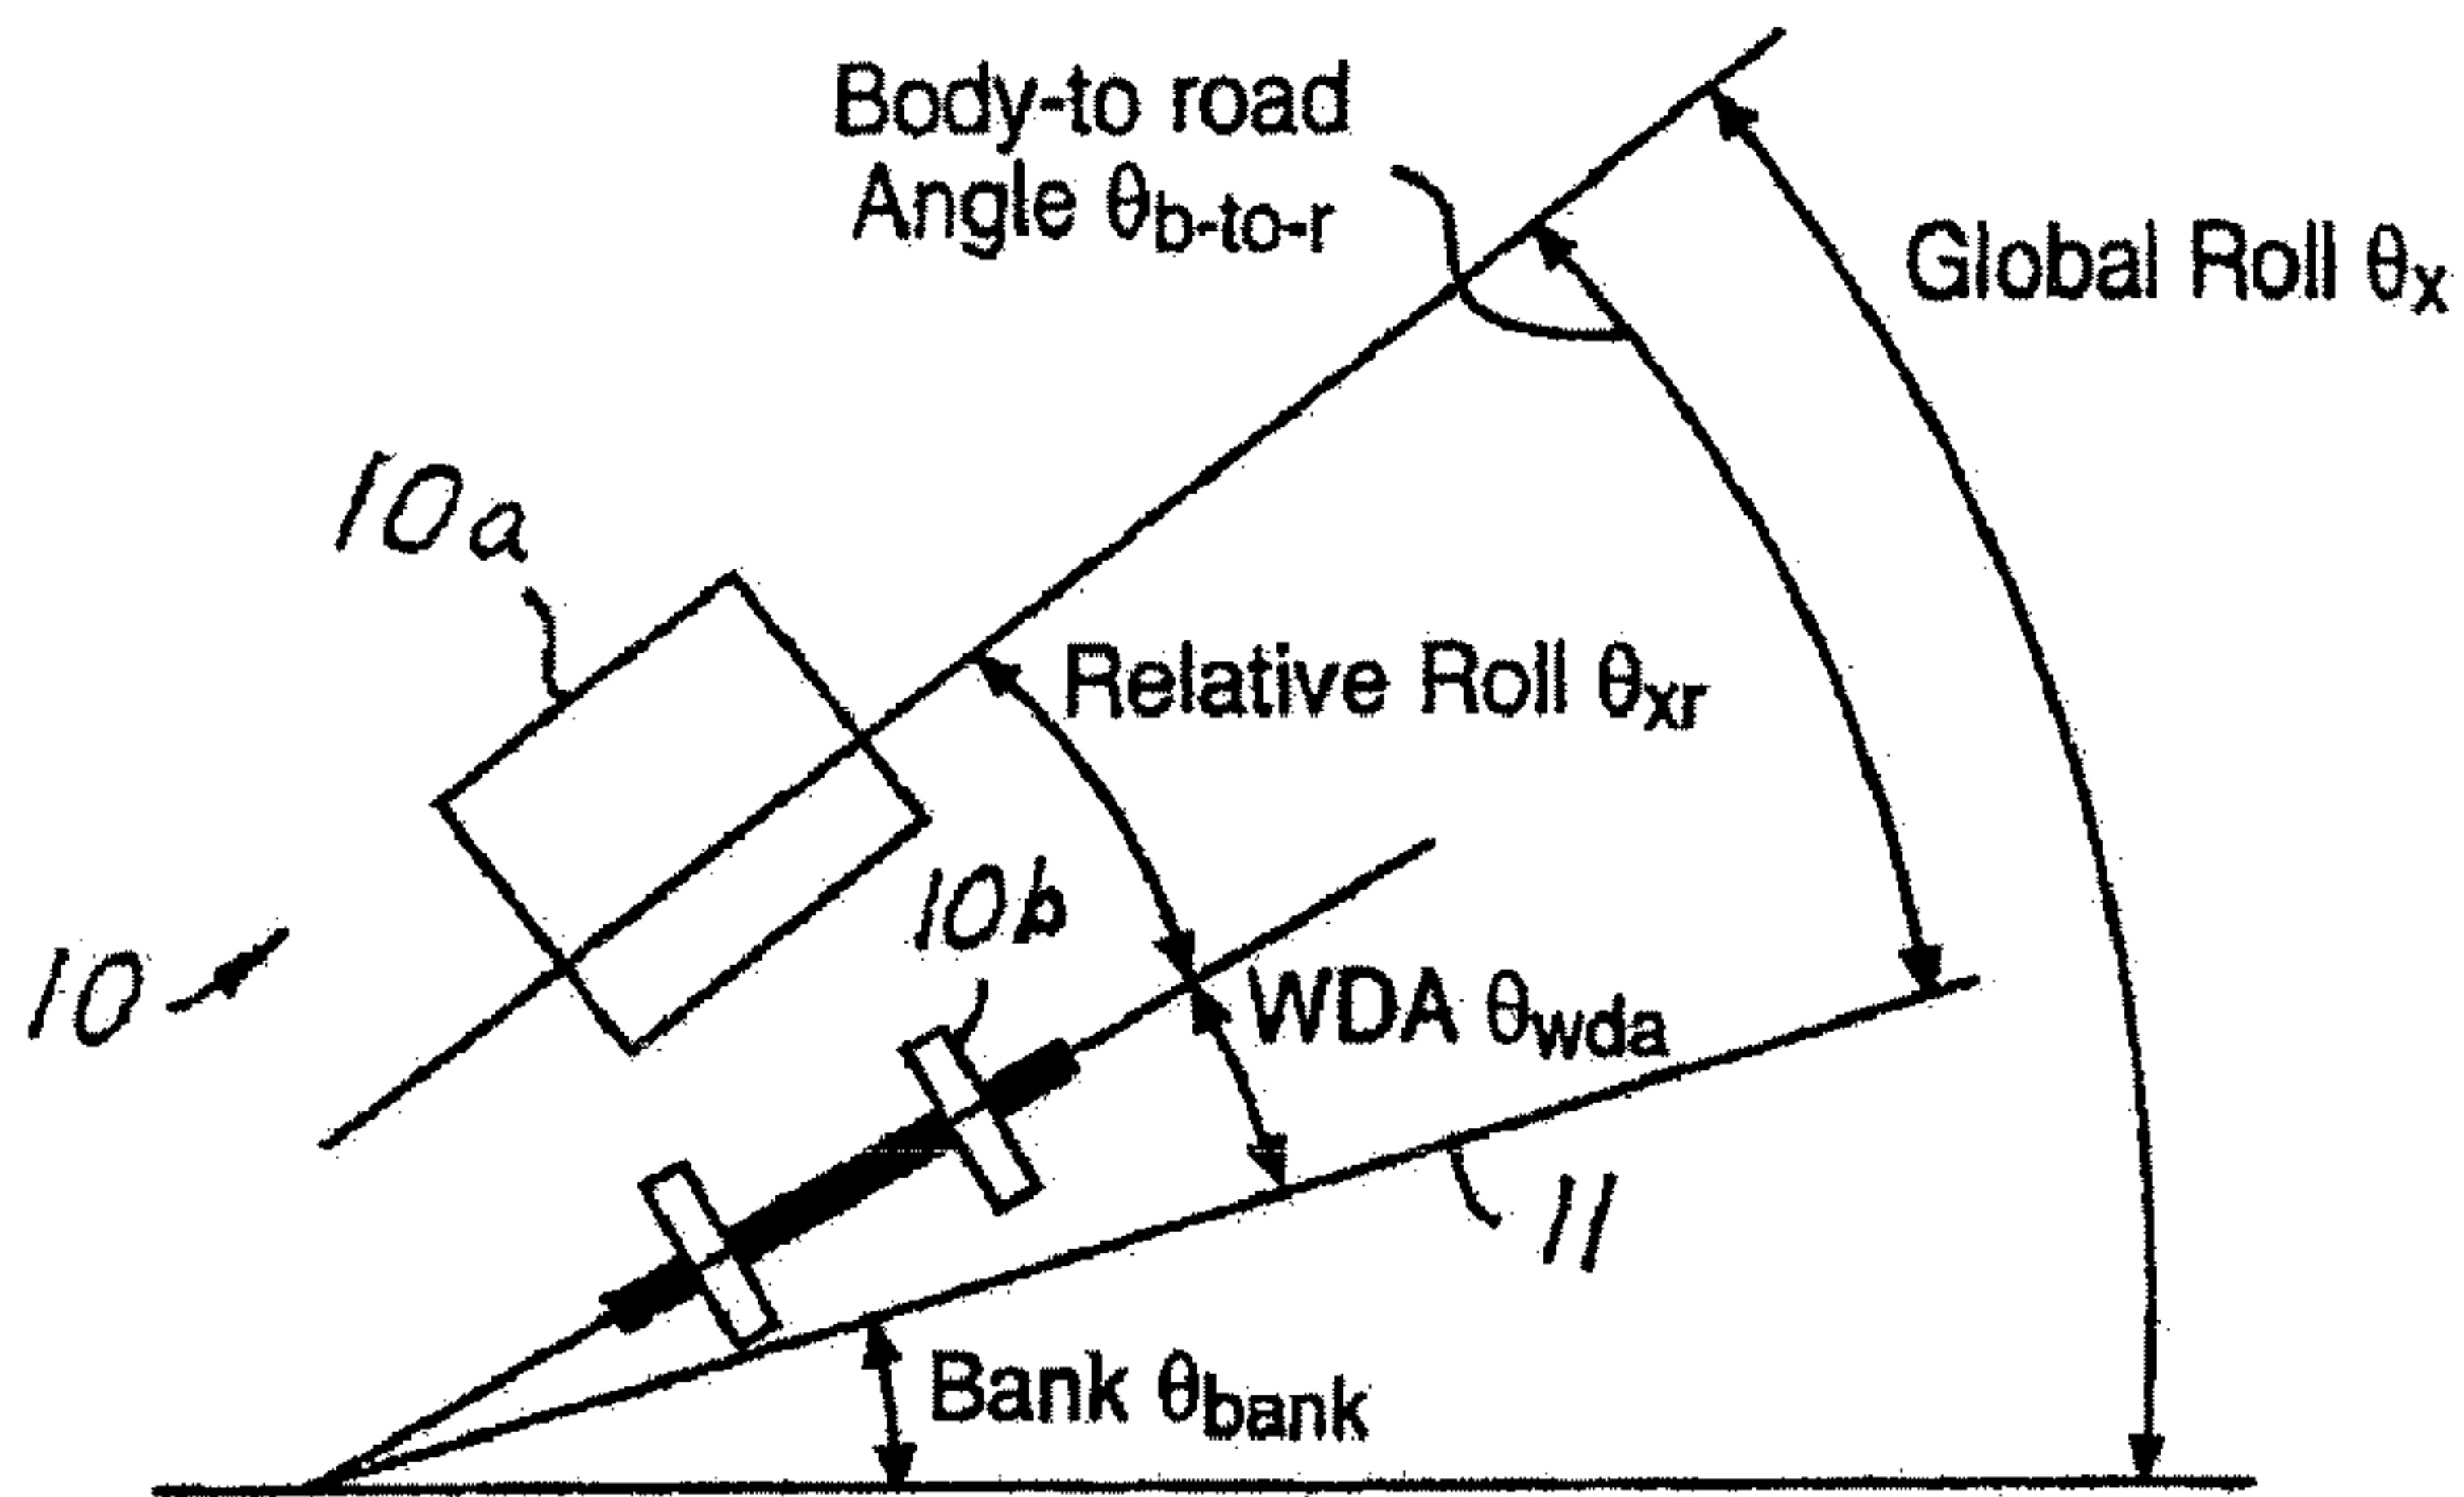 Body-to road
Angle θb-to-r
Global Roll θx
10a
Relative Roll θxr
10b
10
WDA θwda
11
Bank θbank